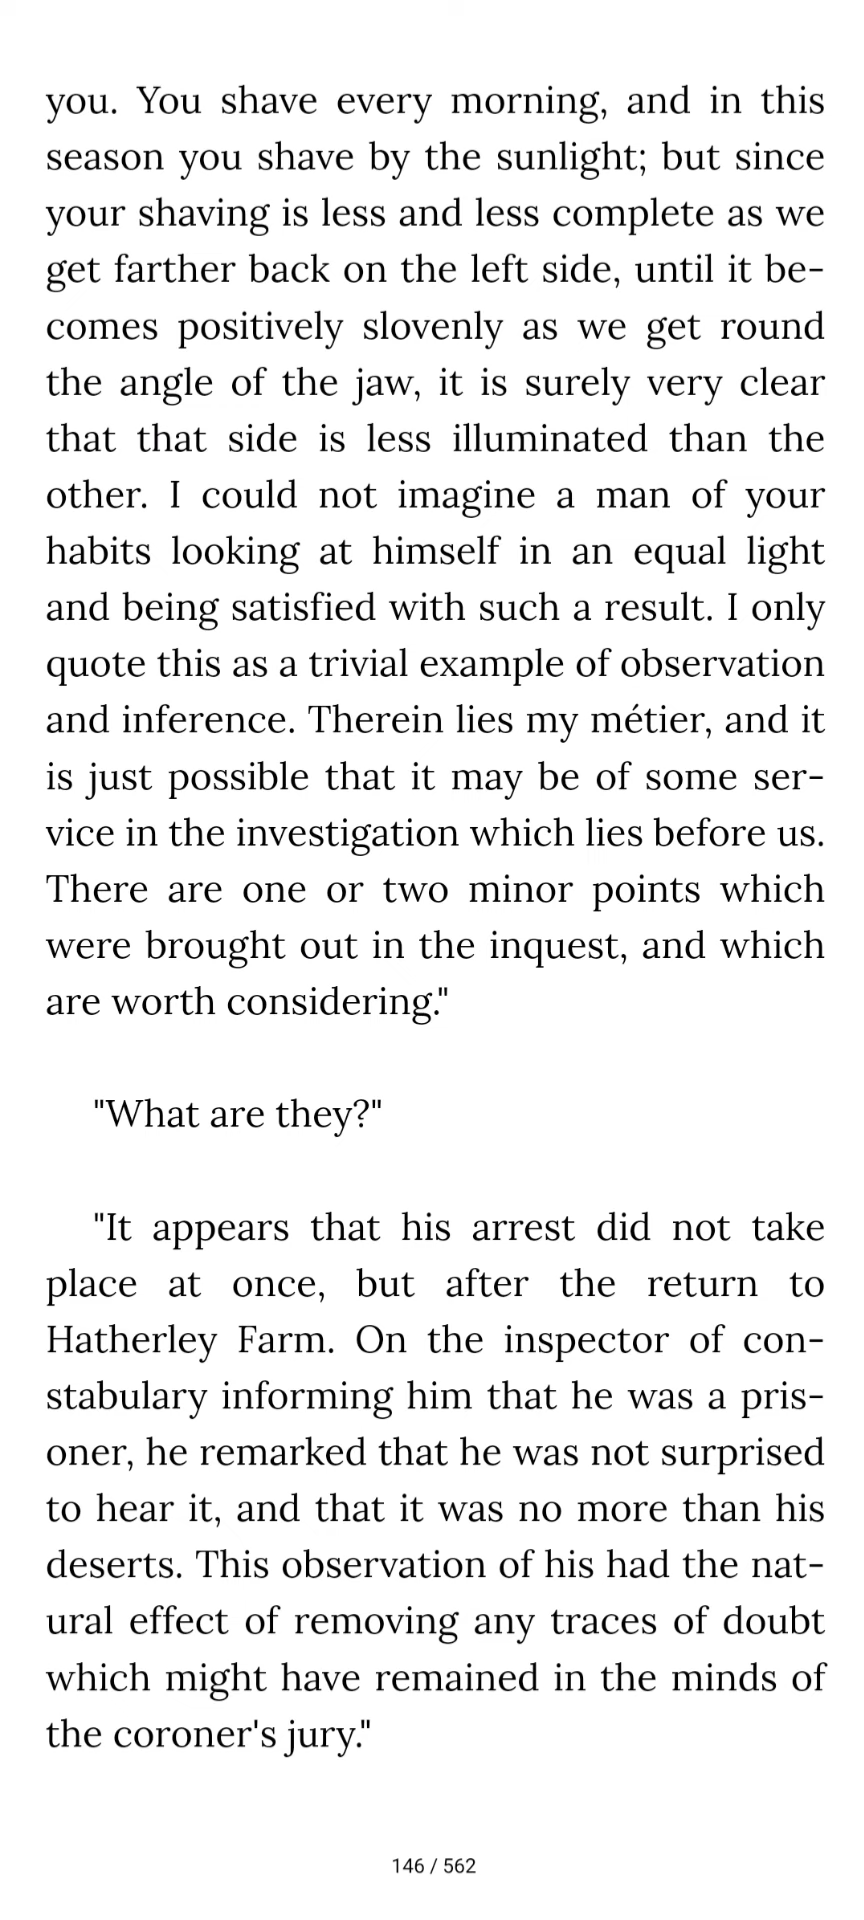 you. You shave every morning, and in this
season you shave by the sunlight; but since
your shaving is less and less complete as we
get farther back on the left side, until it be-
comes positively slovenly as we get round
the angle of the jaw, it is surely very clear
that that side is less illuminated than the
other. I could not imagine a man of your
habits looking at himself in an equal light
and being satisfied with such a result. I only
quote this as a trivial example of observation
and inference. Therein lies my métier, and it
is just possible that it may be of some ser-
vice in the investigation which lies before us.
There are one or two minor points which
were brought out in the inquest, and which
are worth considering."
"What are they?"
"It appears that his arrest did not take
place at once, but after the return to
Hatherley Farm. On the inspector of con-
stabulary informing him that he was a pris-
oner, he remarked that he was not surprised
to hear it, and that it was no more than his
deserts. This observation of his had the nat-
ural effect of removing any traces of doubt
which might have remained in the minds of
the coroner's jury."
146 / 562